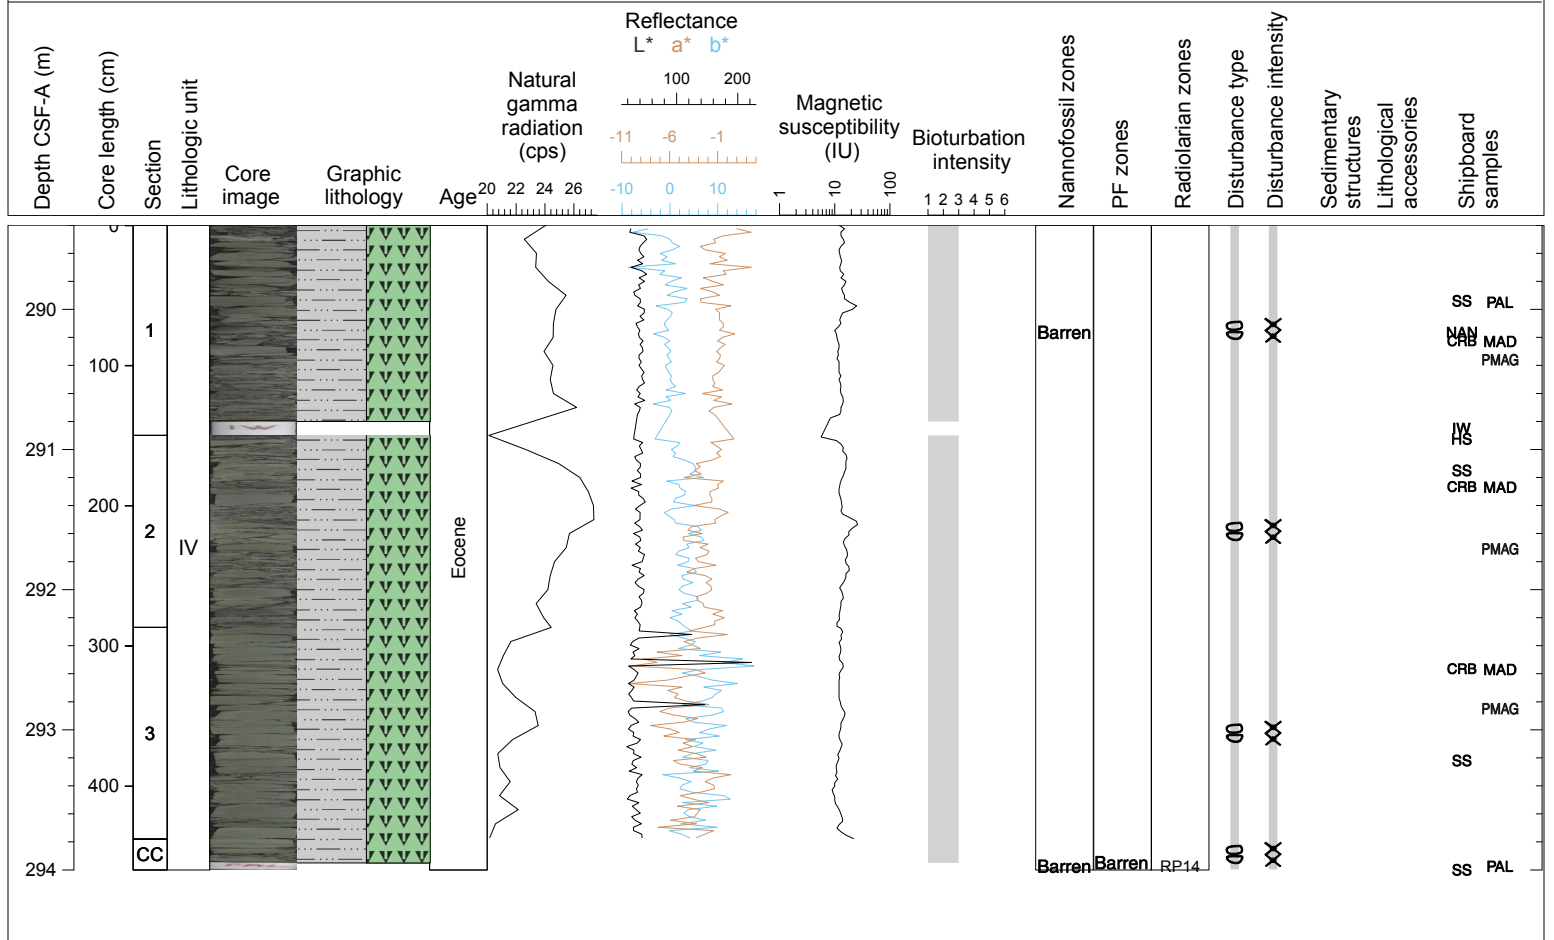 Depth CSF-A (m)
Core length (cm)
Section
Lithologic unit
Core
image
Graphic
lithology
Age
Natural
gamma
radiation
(cps)
20 22 24 26
Reflectance
L* a* b*
100 200
-11 -6 -1
-10 0 10
Magnetic
susceptibility
(IU)
1 10 100
Bioturbation
intensity
1 2 3 4 5 6
Nannofossil zones
PF zones
Radiolarian zones
Disturbance type
Disturbance intensity
Sedimentary
structures
Lithological
accessories
Shipboard
samples
0
290 SS PAL
1 Barren NAN
CRB MAD
100 PMAG
IW
291 HS
SS
CRB MAD
200
2
IV Eocene PMAG
292
300
CRB MAD
PMAG
293 3
SS
400
CC
294 Barren Barren RP14 SS PAL